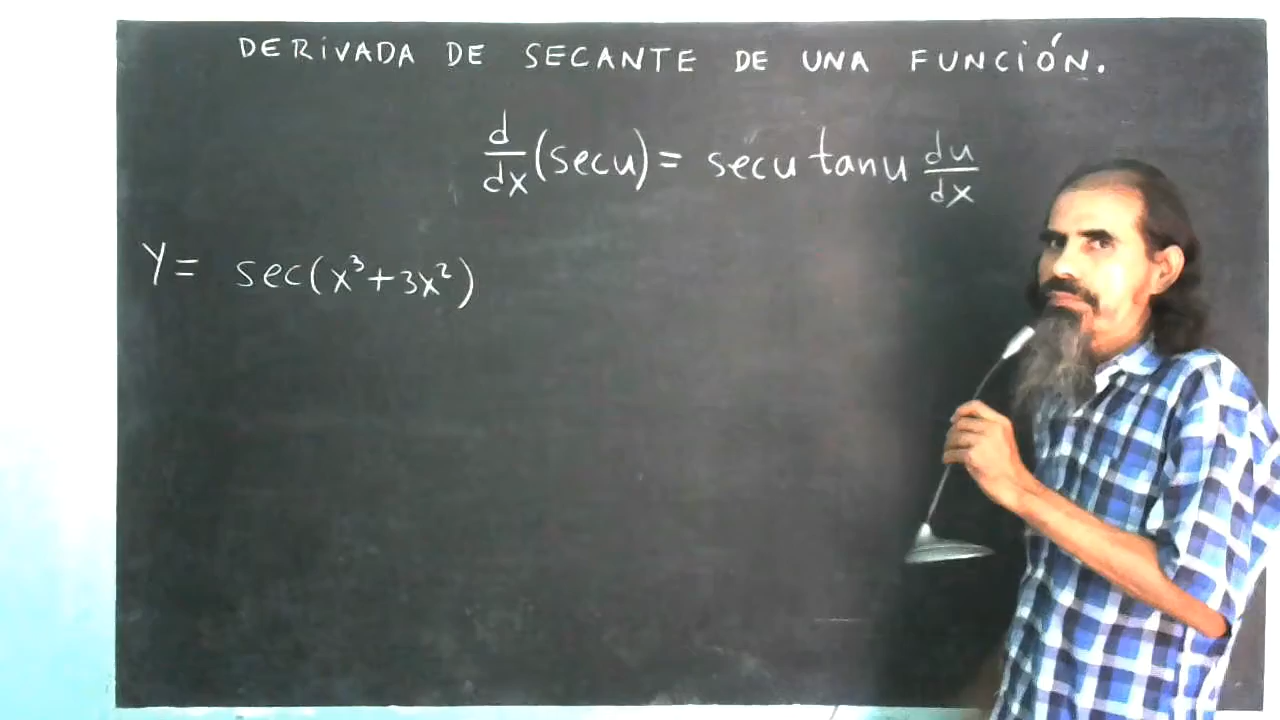 DERIVADA DE SECANTE DE UNA FUNCIÓN.
d/dx (secu) = secu tanu du/dx
Y = sec(x³+3x²)